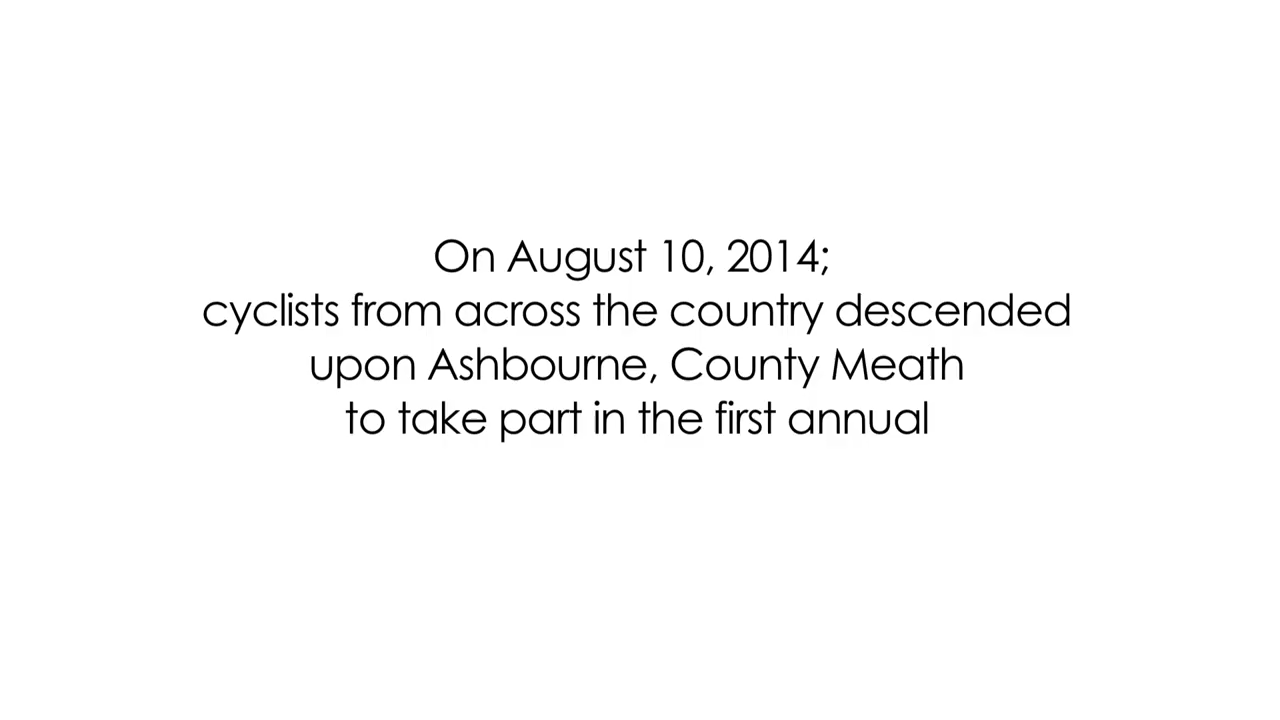 On August 10, 2014;
cyclists from across the country descended
upon Ashbourne, County Meath
to take part in the first annual